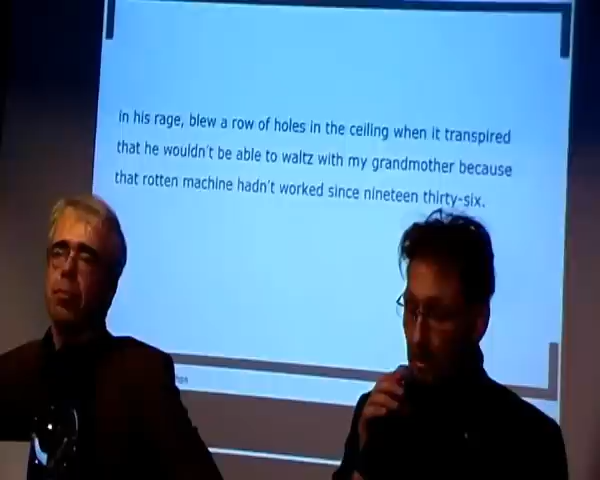 in his rage, blew a row of holes in the ceiling when it transpired
that he wouldn't be able to waltz with my grandmother because
that rotten machine hadn't worked since nineteen thirty-six.